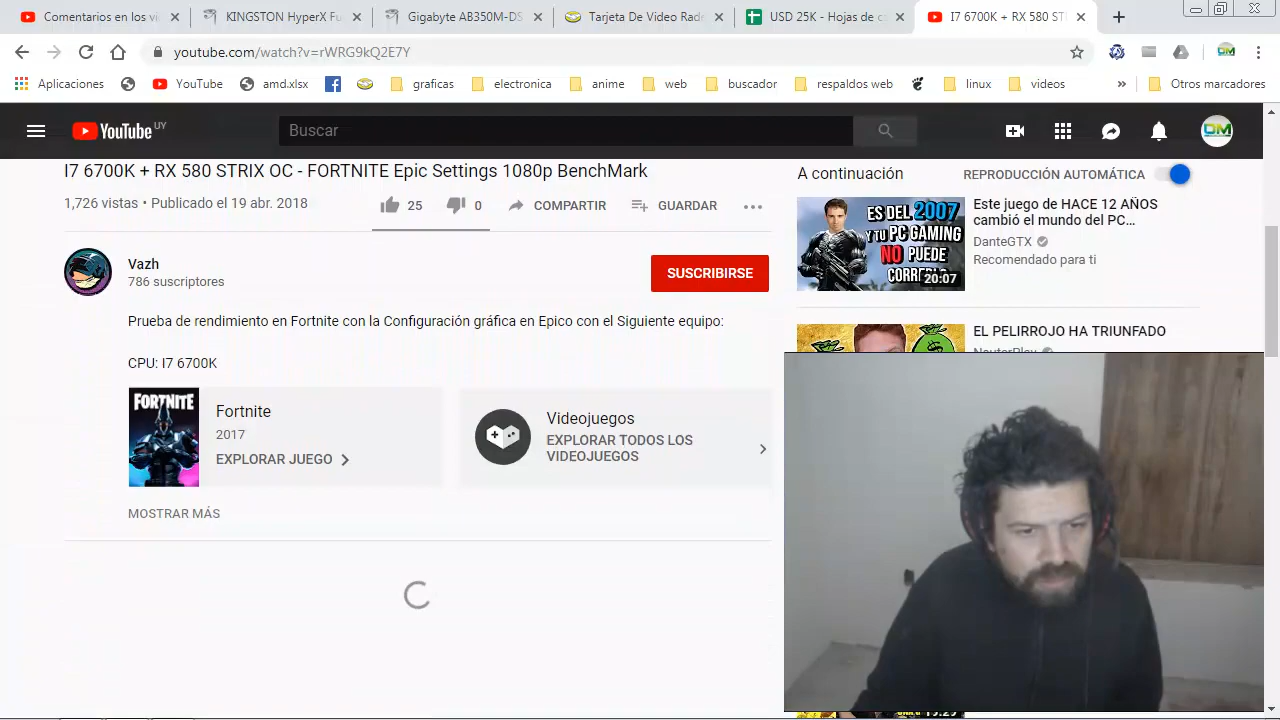 Comentarios en los vi
KINGSTON HyperX Fu
Gigabyte AB350M-DS
Tarjeta De Video Rade
USD 25K - Hojas de c
I7 6700K + RX 580 STI
youtube.com/watch?v=rWRG9kQ2E7Y
Aplicaciones
YouTube
amd.xlsx
graficas
electronica
anime
web
buscador
respaldos web
linux
videos
»
Otros marcadores
YouTube UY
Buscar
I7 6700K + RX 580 STRIX OC - FORTNITE Epic Settings 1080p BenchMark
1,726 vistas • Publicado el 19 abr. 2018
25
0
COMPARTIR
GUARDAR
A continuación
REPRODUCCIÓN AUTOMÁTICA
ES DEL 2007
Y TU PC GAMING
NO PUEDE
20:07
Este juego de HACE 12 AÑOS
cambió el mundo del PC...
DanteGTX
Recomendado para ti
Vazh
786 suscriptores
SUSCRIBIRSE
Prueba de rendimiento en Fortnite con la Configuración gráfica en Epico con el Siguiente equipo:
CPU: I7 6700K
EL PELIRROJO HA TRIUNFADO
FORTNITE
Fortnite
2017
EXPLORAR JUEGO
Videojuegos
EXPLORAR TODOS LOS
VIDEOJUEGOS
MOSTRAR MÁS